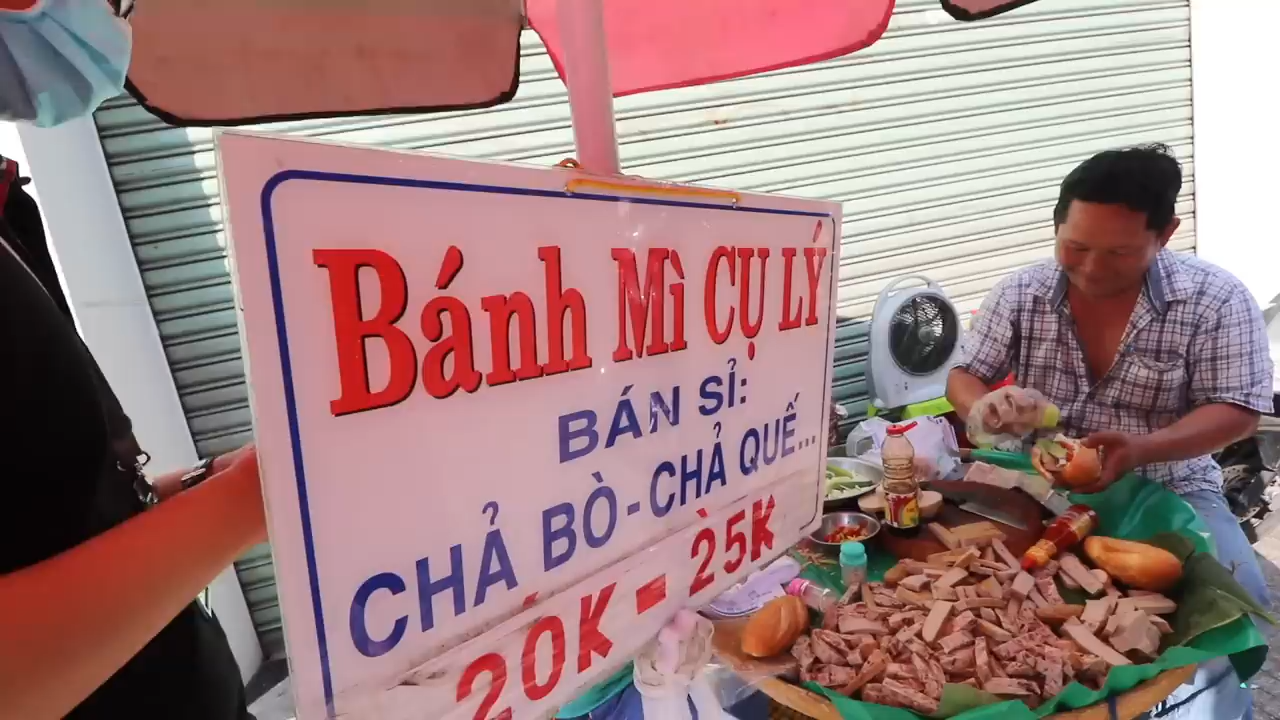 Bánh Mì CỤ LÝ
BÁN SỈ:
CHẢ BÒ - CHẢ QUẾ...
20K - 25K